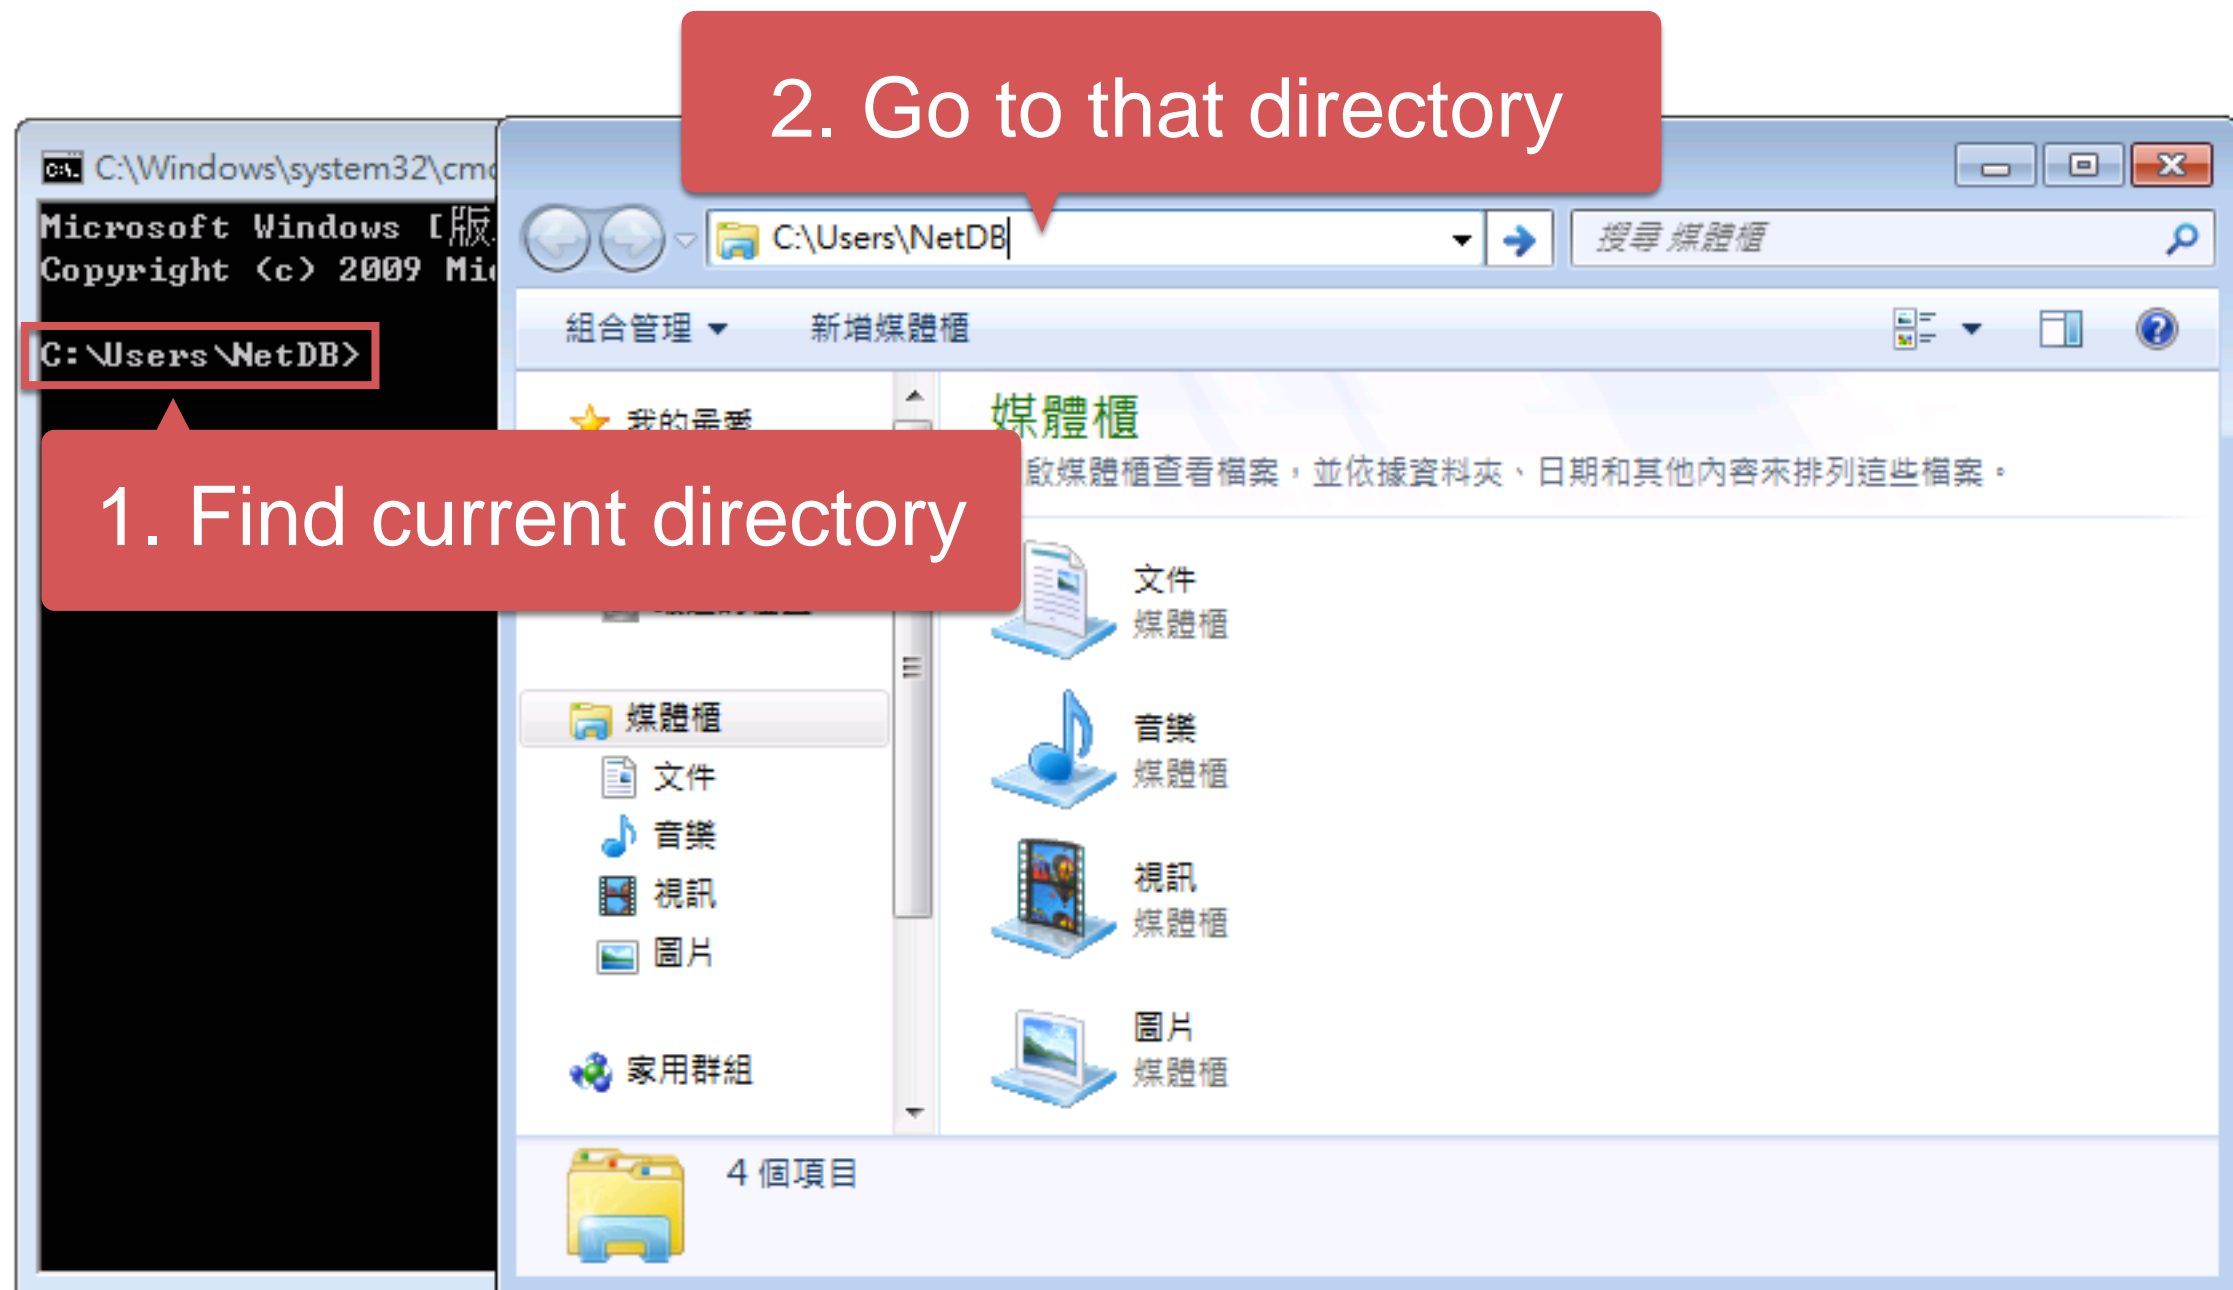 2. Go to that directory
C:\Windows\system32\cmd
Microsoft Windows [版
Copyright (c) 2009 Mic
C:\Users\NetDB>
1. Find current directory
C:\Users\NetDB
搜尋 媒體櫃
組合管理
新增媒體櫃
我的最愛
媒體櫃
文件
音樂
視訊
圖片
家用群組
媒體櫃
啟媒體櫃查看檔案，並依據資料夾、日期和其他內容來排列這些檔案。
文件
媒體櫃
音樂
媒體櫃
視訊
媒體櫃
圖片
媒體櫃
4 個項目